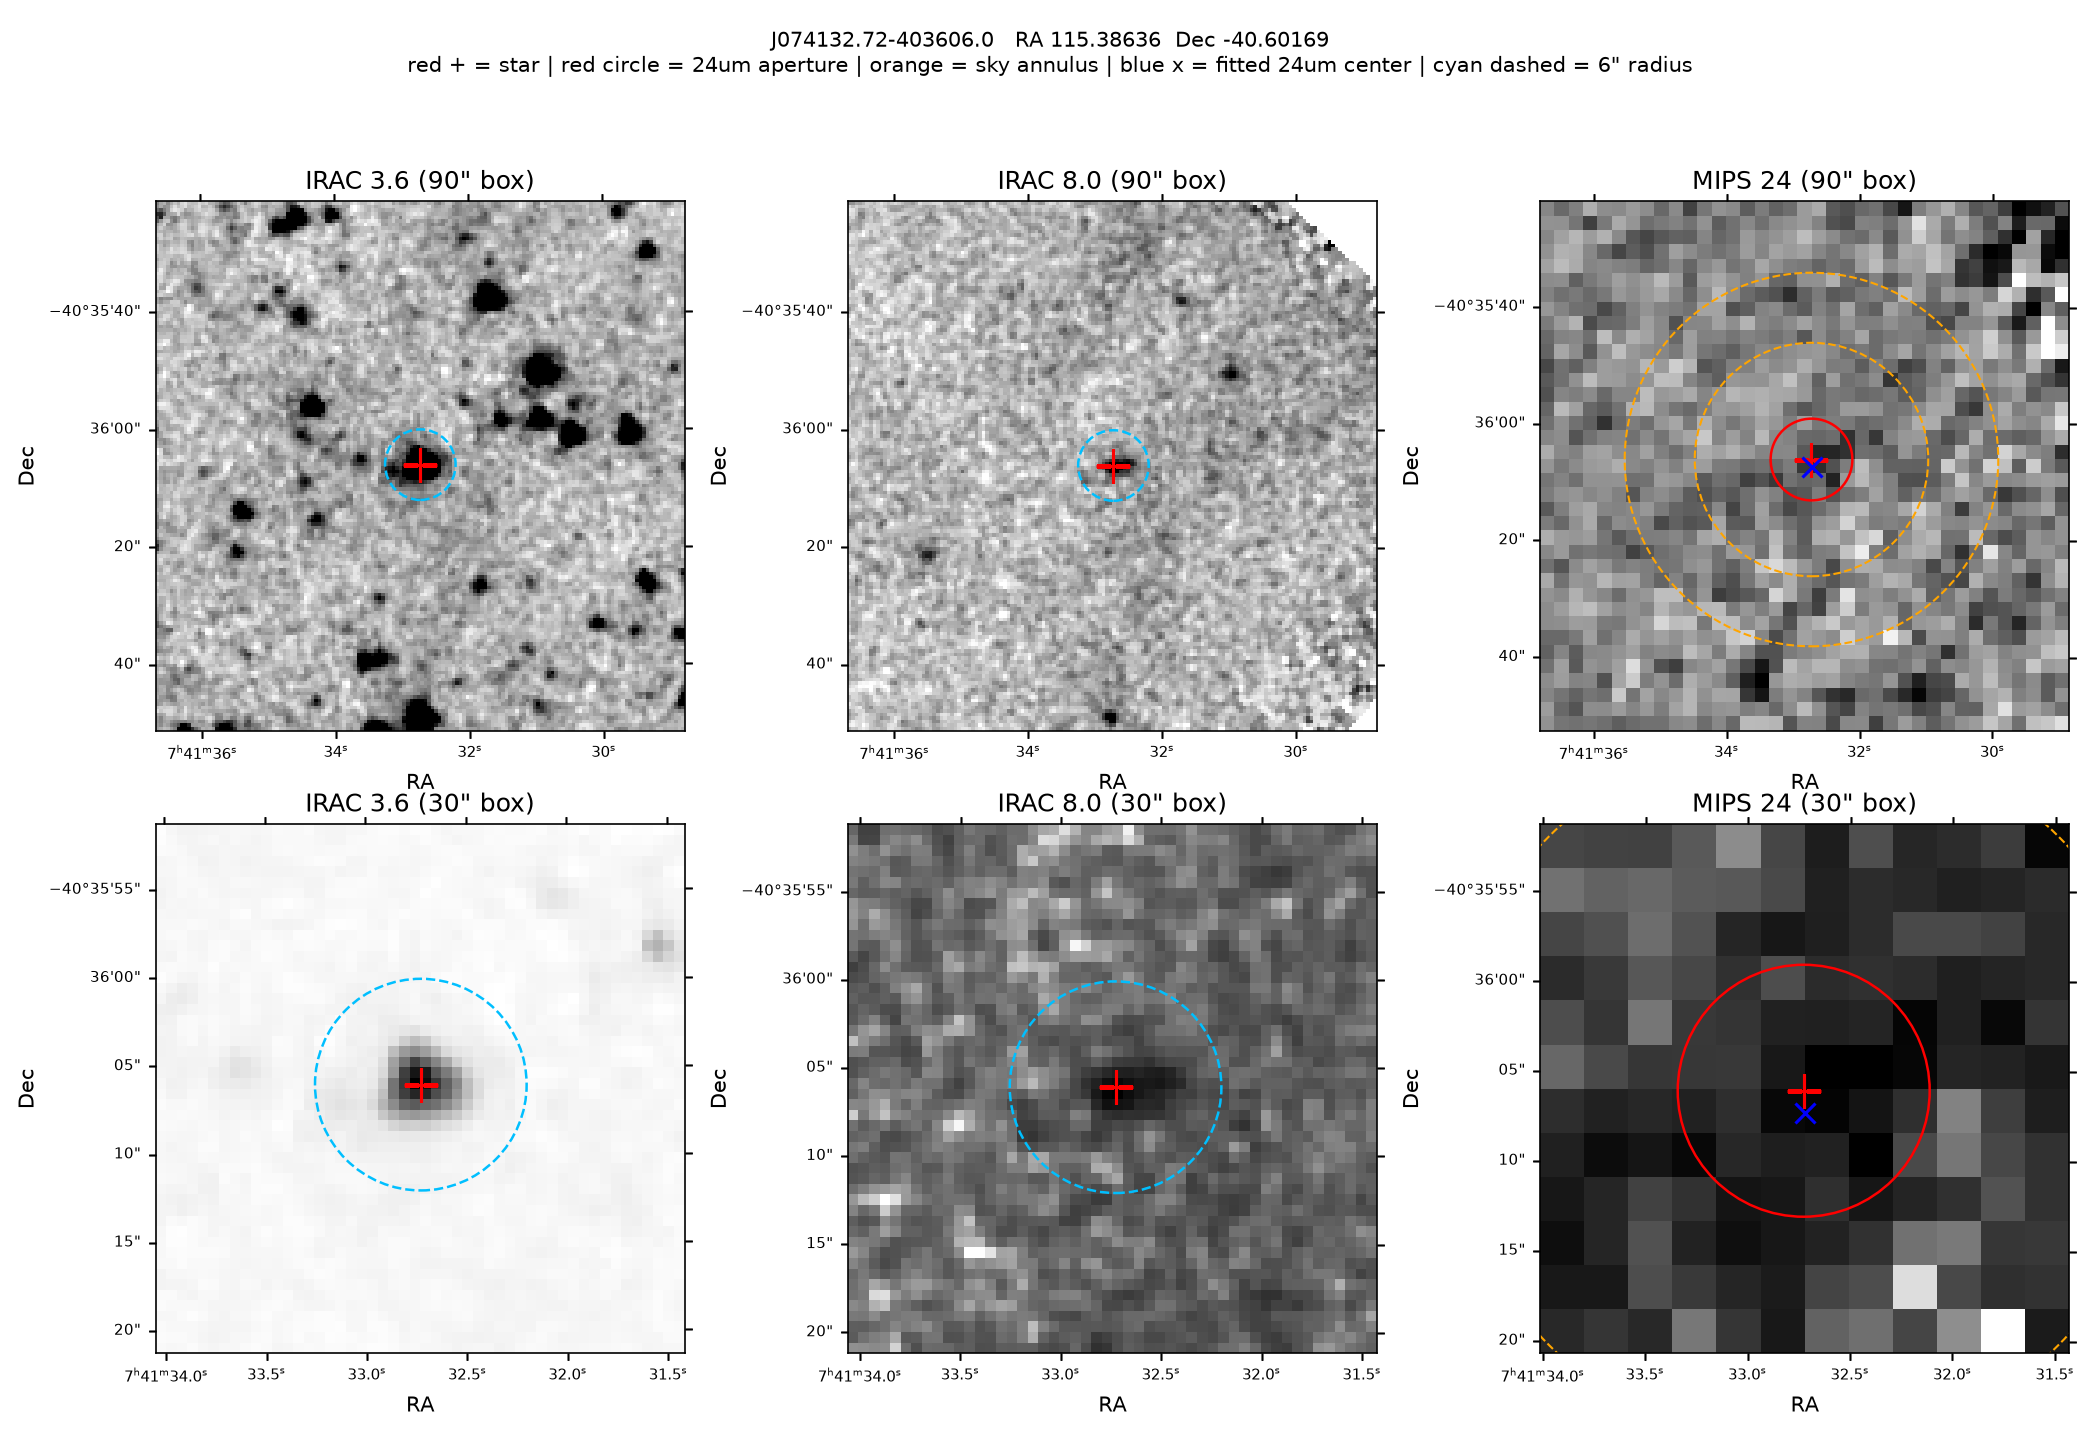 J074132.72-403606.0   RA 115.38636  Dec -40.60169
red + = star | red circle = 24um aperture | orange = sky annulus | blue x = fitted 24um center | cyan dashed = 6" radius
IRAC 3.6 (90" box)
−40°35'40"
36'00"
20"
40"
Dec
7ʰ41ᵐ36ˢ
34ˢ
32ˢ
30ˢ
RA
IRAC 8.0 (90" box)
−40°35'40"
36'00"
20"
40"
Dec
7ʰ41ᵐ36ˢ
34ˢ
32ˢ
30ˢ
RA
MIPS 24 (90" box)
−40°35'40"
36'00"
20"
40"
Dec
7ʰ41ᵐ36ˢ
34ˢ
32ˢ
30ˢ
RA
IRAC 3.6 (30" box)
−40°35'55"
36'00"
05"
10"
15"
20"
Dec
7ʰ41ᵐ34.0ˢ
33.5ˢ
33.0ˢ
32.5ˢ
32.0ˢ
31.5ˢ
RA
IRAC 8.0 (30" box)
−40°35'55"
36'00"
05"
10"
15"
20"
Dec
7ʰ41ᵐ34.0ˢ
33.5ˢ
33.0ˢ
32.5ˢ
32.0ˢ
31.5ˢ
RA
MIPS 24 (30" box)
−40°35'55"
36'00"
05"
10"
15"
20"
Dec
7ʰ41ᵐ34.0ˢ
33.5ˢ
33.0ˢ
32.5ˢ
32.0ˢ
31.5ˢ
RA